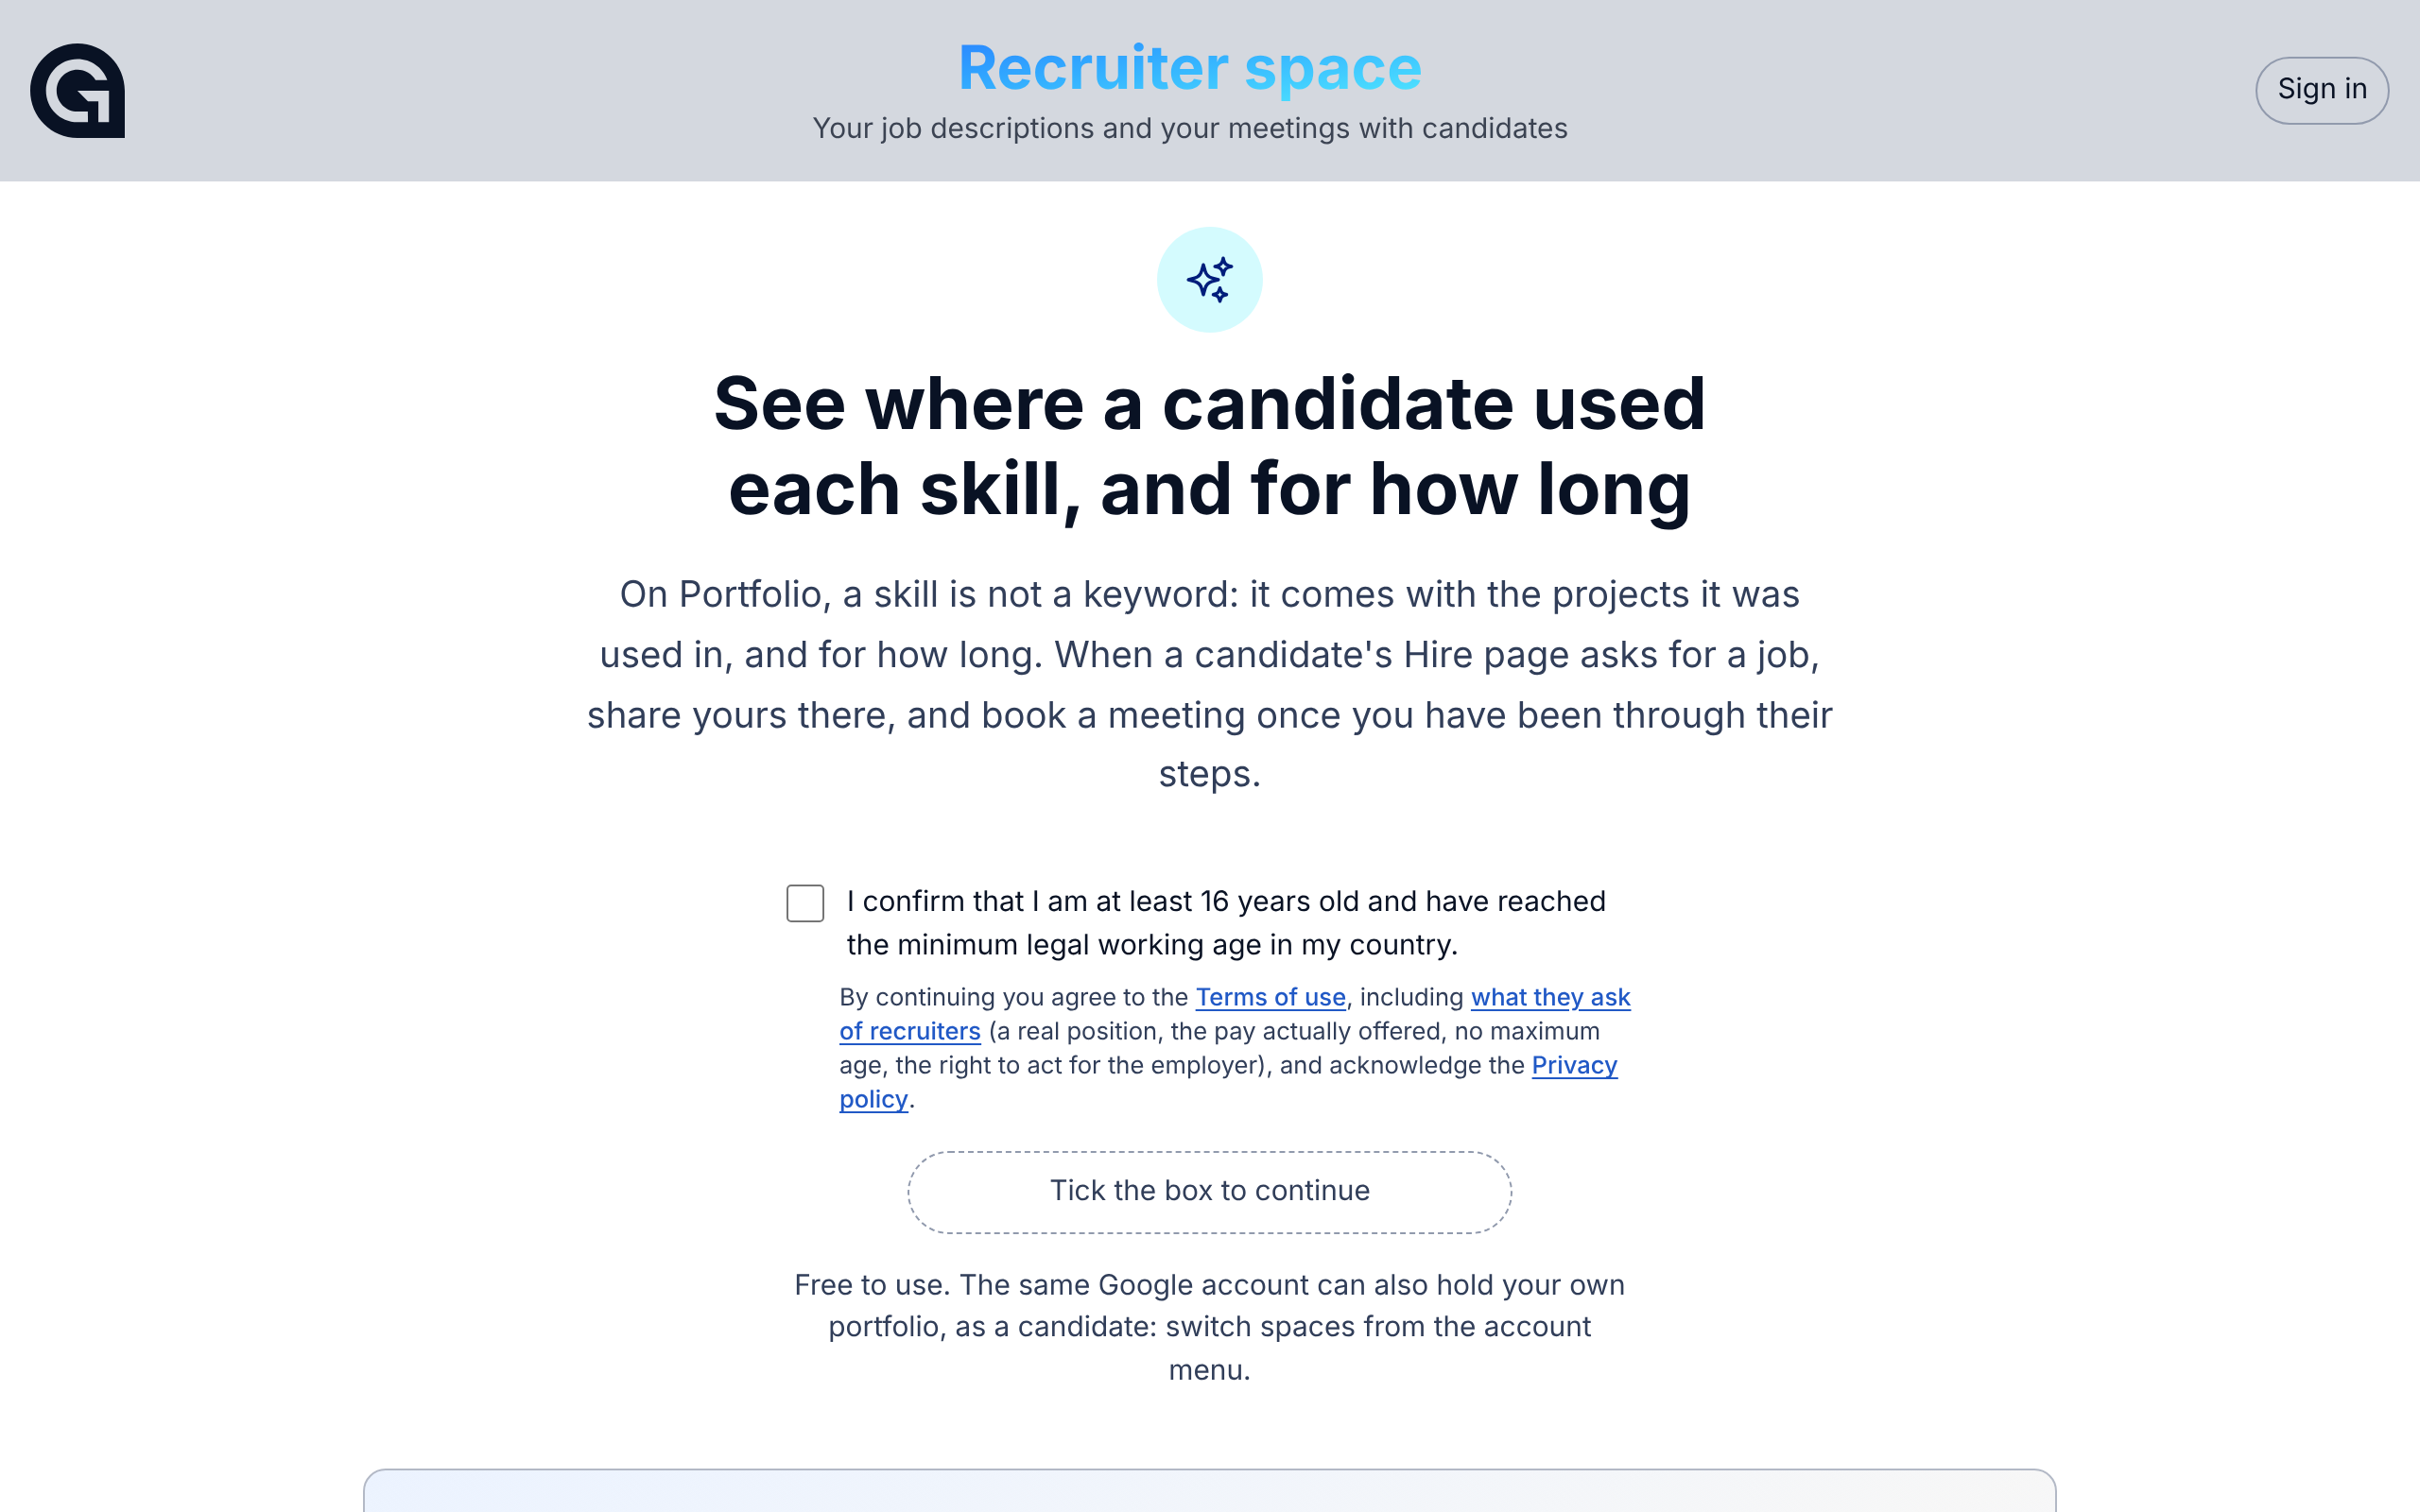 Recruiter space
Your job descriptions and your meetings with candidates
Sign in
See where a candidate used
each skill, and for how long
On Portfolio, a skill is not a keyword: it comes with the projects it was
used in, and for how long. When a candidate's Hire page asks for a job,
share yours there, and book a meeting once you have been through their
steps.
I confirm that I am at least 16 years old and have reached
the minimum legal working age in my country.
By continuing you agree to the Terms of use, including what they ask
of recruiters (a real position, the pay actually offered, no maximum
age, the right to act for the employer), and acknowledge the Privacy
policy.
Tick the box to continue
Free to use. The same Google account can also hold your own
portfolio, as a candidate: switch spaces from the account
menu.